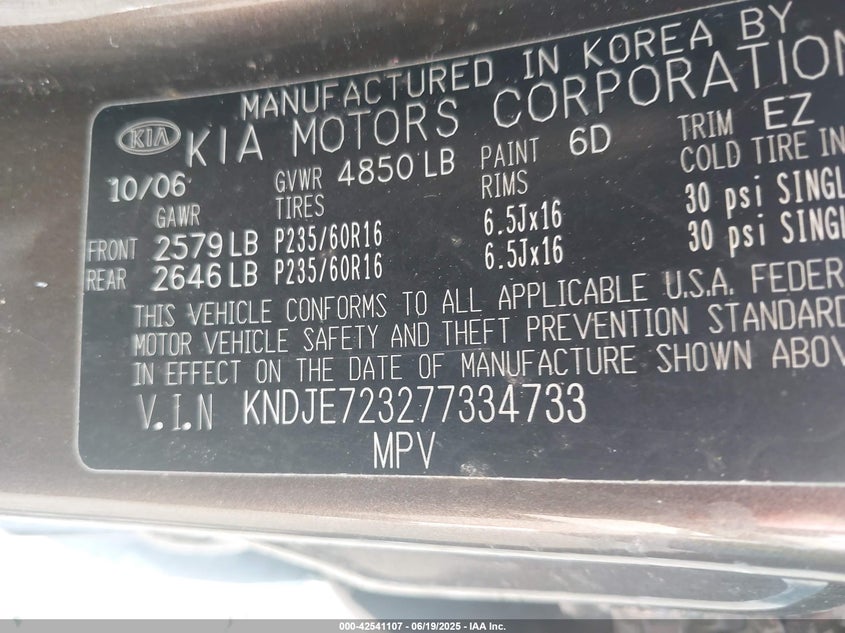 MANUFACTURED IN KOREA BY
KIA KIA MOTORS CORPORATION
10/06 GVWR 4850 LB PAINT 6D TRIM EZ
GAWR TIRES RIMS COLD TIRE IN
FRONT 2579 LB P235/60R16 6.5Jx16 30 psi SINGL
REAR 2646 LB P235/60R16 6.5Jx16 30 psi SINGL
THIS VEHICLE CONFORMS TO ALL APPLICABLE U.S.A. FEDER
MOTOR VEHICLE SAFETY AND THEFT PREVENTION STANDARD
IN EFFECT ON THE DATE OF MANUFACTURE SHOWN ABOV
V.I.N KNDJE723277334733
MPV
000-42541107 - 06/19/2025 - IAA Inc.